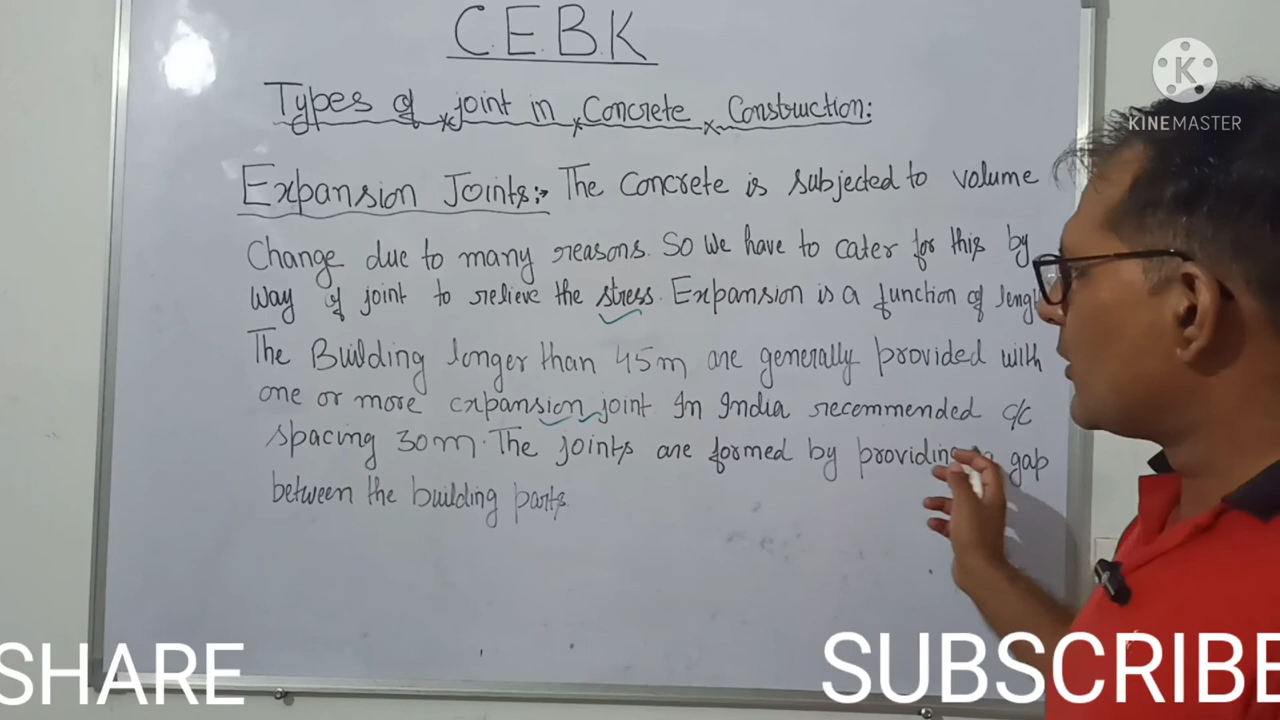 C.E.B.K
Types of joint in Concrete Construction:
Expansion Joints:- The Concrete is subjected to volume
Change due to many reasons. So We have to cater for this by
Way of joint to relieve the stress. Expansion is a function of
The Building longer than 45m are generally provided with
one or more expansion joint In India recommended c/c
spacing 30m. The joints are formed by providing gap
between the building parts.
K
KINEMASTER
SHARE
SUBSCRIBE